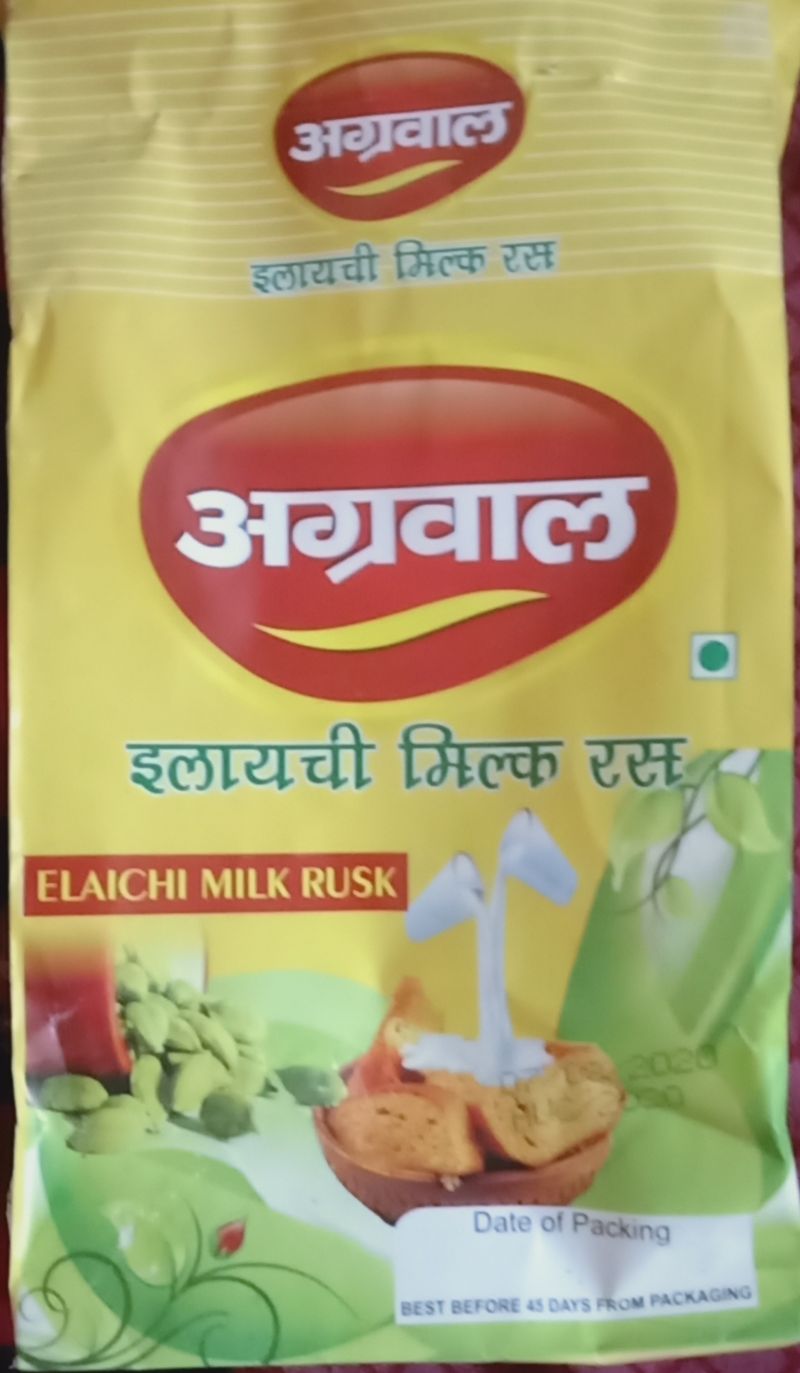 अग्रवाल
इलायची मिल्क रस
अग्रवाल
इलायची मिल्क रस
ELAICHI MILK RUSK
2020
Date of Packing
BEST BEFORE 45 DAYS FROM PACKAGING